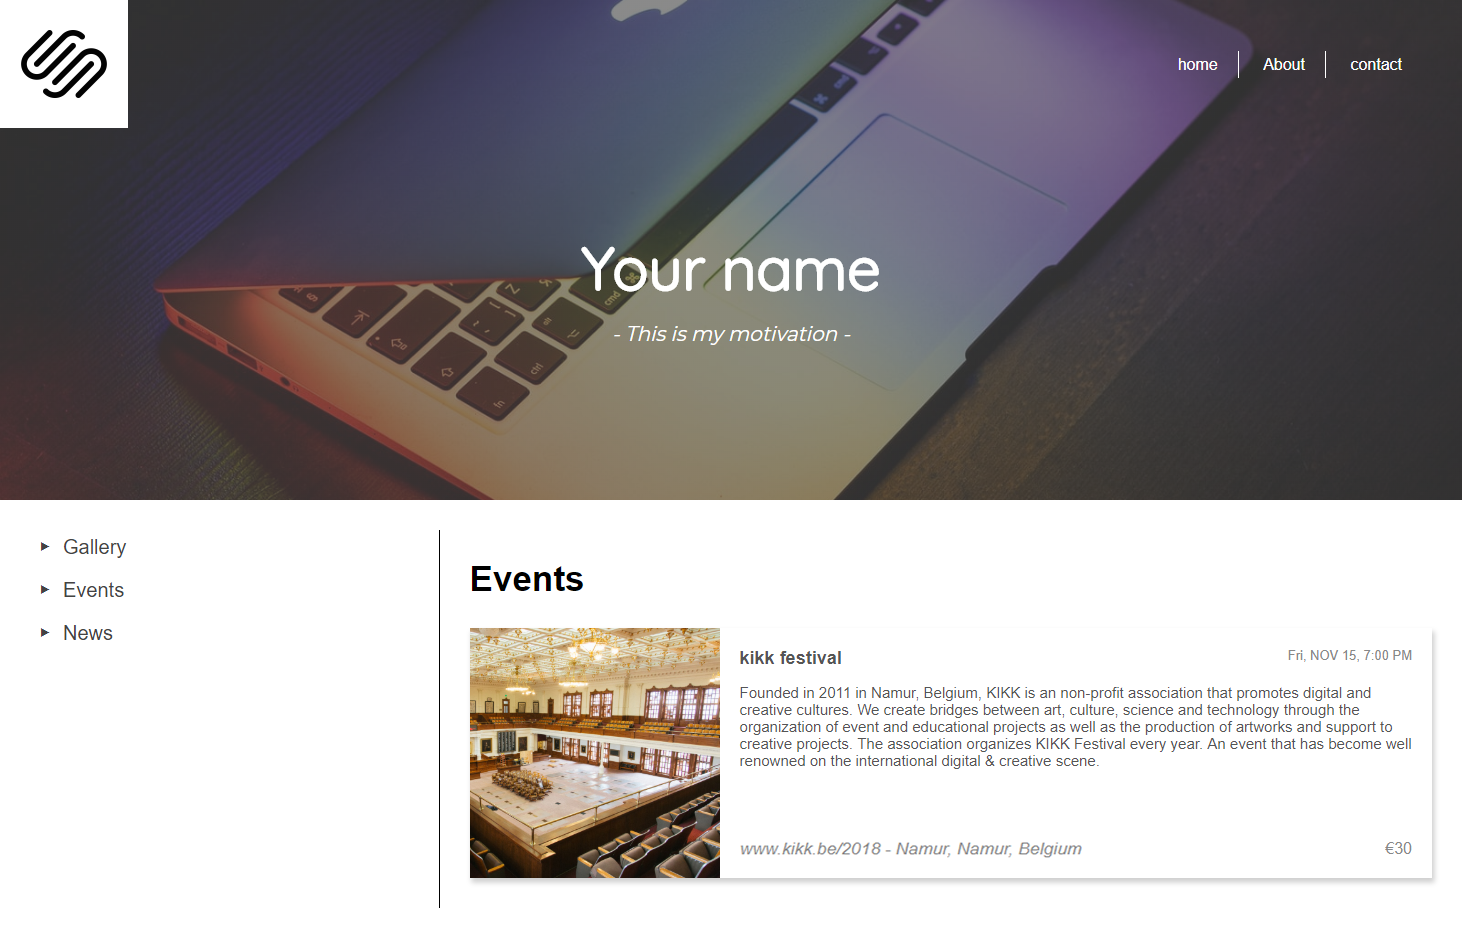 home
About
contact
Your name
- This is my motivation -
Gallery
Events
News
Events
kikk festival
Fri, NOV 15, 7:00 PM
Founded in 2011 in Namur, Belgium, KIKK is an non-profit association that promotes digital and
creative cultures. We create bridges between art, culture, science and technology through the
organization of event and educational projects as well as the production of artworks and support to
creative projects. The association organizes KIKK Festival every year. An event that has become well
renowned on the international digital & creative scene.
www.kikk.be/2018 - Namur, Namur, Belgium
€30